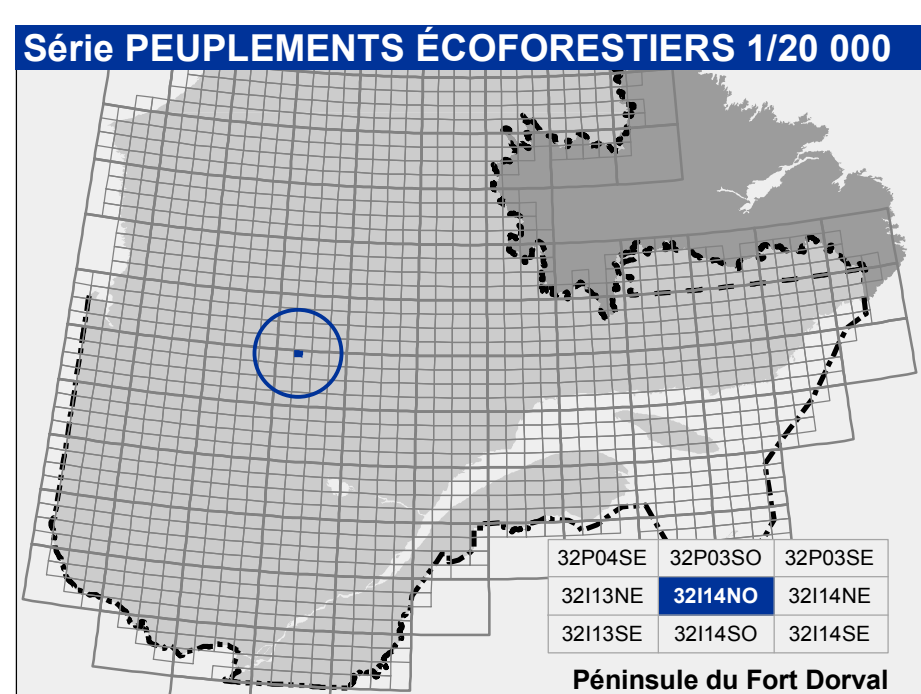 Série PEUPLEMENTS ÉCOFORESTIERS 1/20 000
32P04SE 32P03SO 32P03SE
32I13NE 32I14NO 32I14NE
32I13SE 32I14SO 32I14SE
Péninsule du Fort Dorval